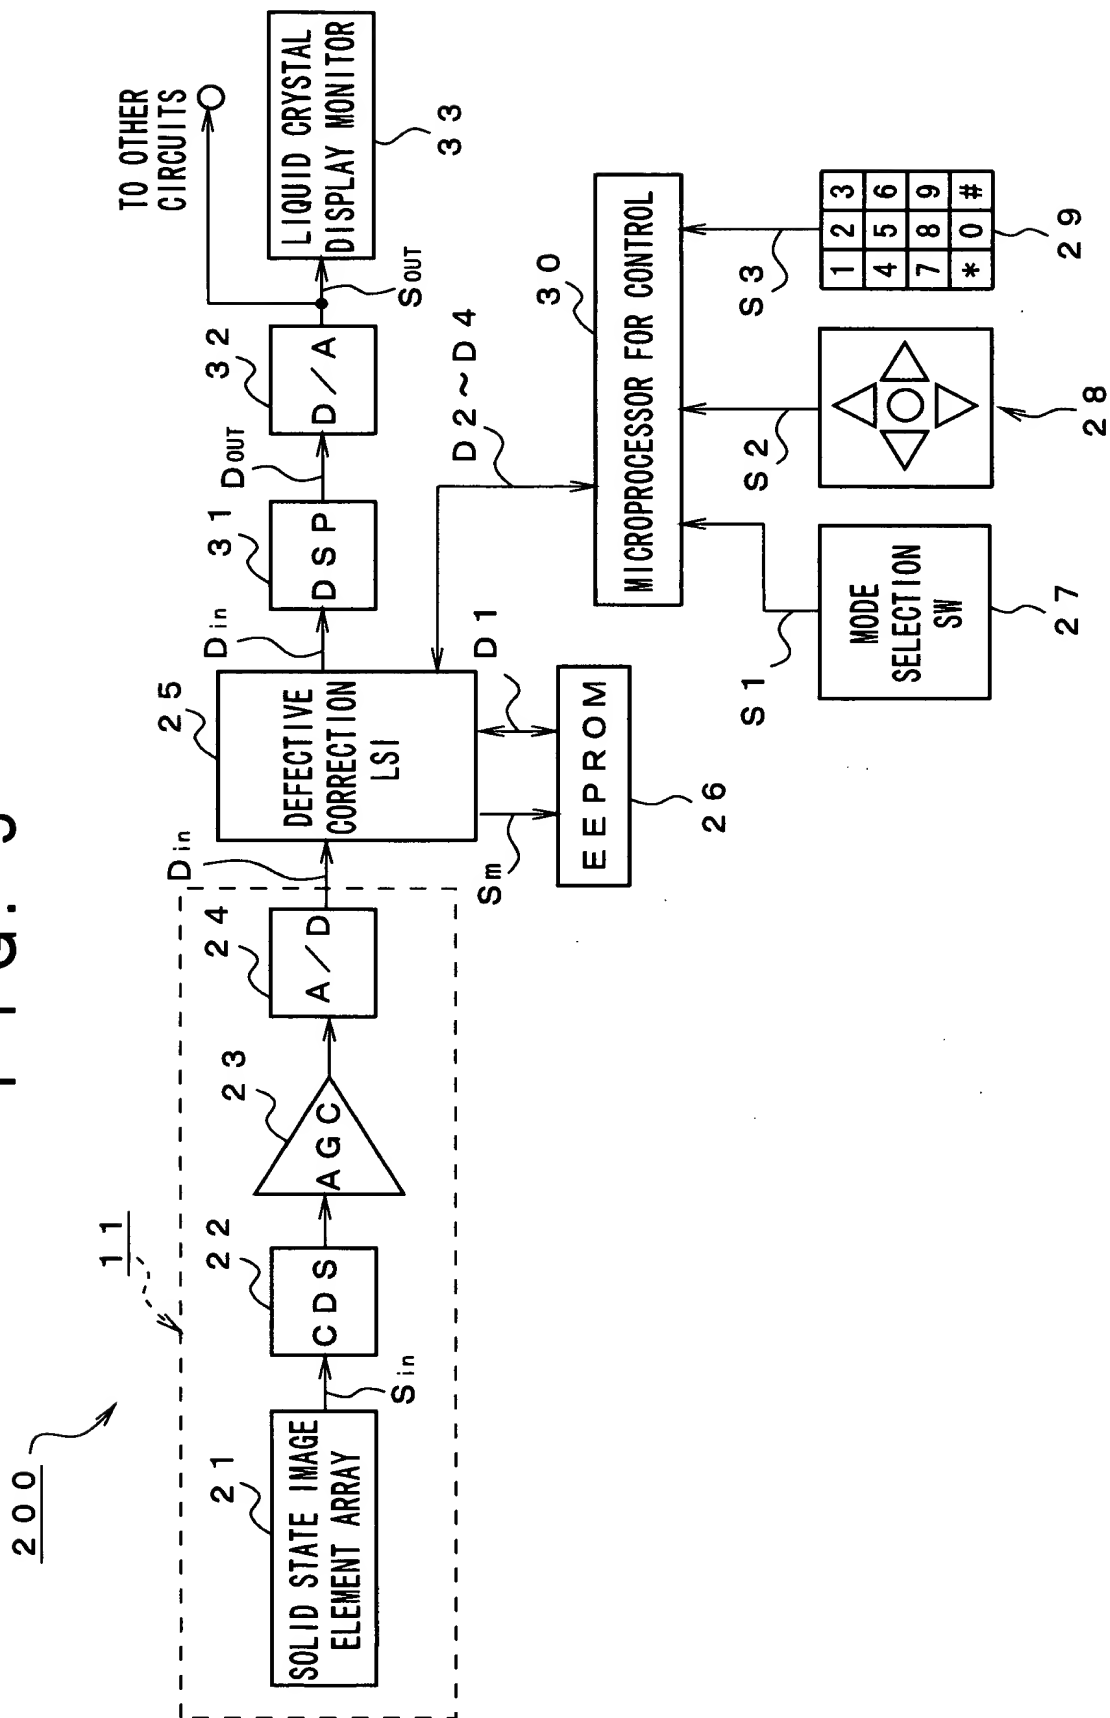 200
11
21
SOLID STATE IMAGE
ELEMENT ARRAY
Sin
22
CDS
23
AGC
24
A/D
Din
25
DEFECTIVE
CORRECTION
LSI
Din
31
DSP
DOUT
32
D/A
SOUT
TO OTHER
CIRCUITS
LIQUID CRYSTAL
DISPLAY MONITOR
33
Sm
D1
EEPROM
26
D2~D4
30
MICROPROCESSOR FOR CONTROL
S1
S2
S3
MODE
SELECTION
SW
27
28
1 2 3
4 5 6
7 8 9
* 0 #
29